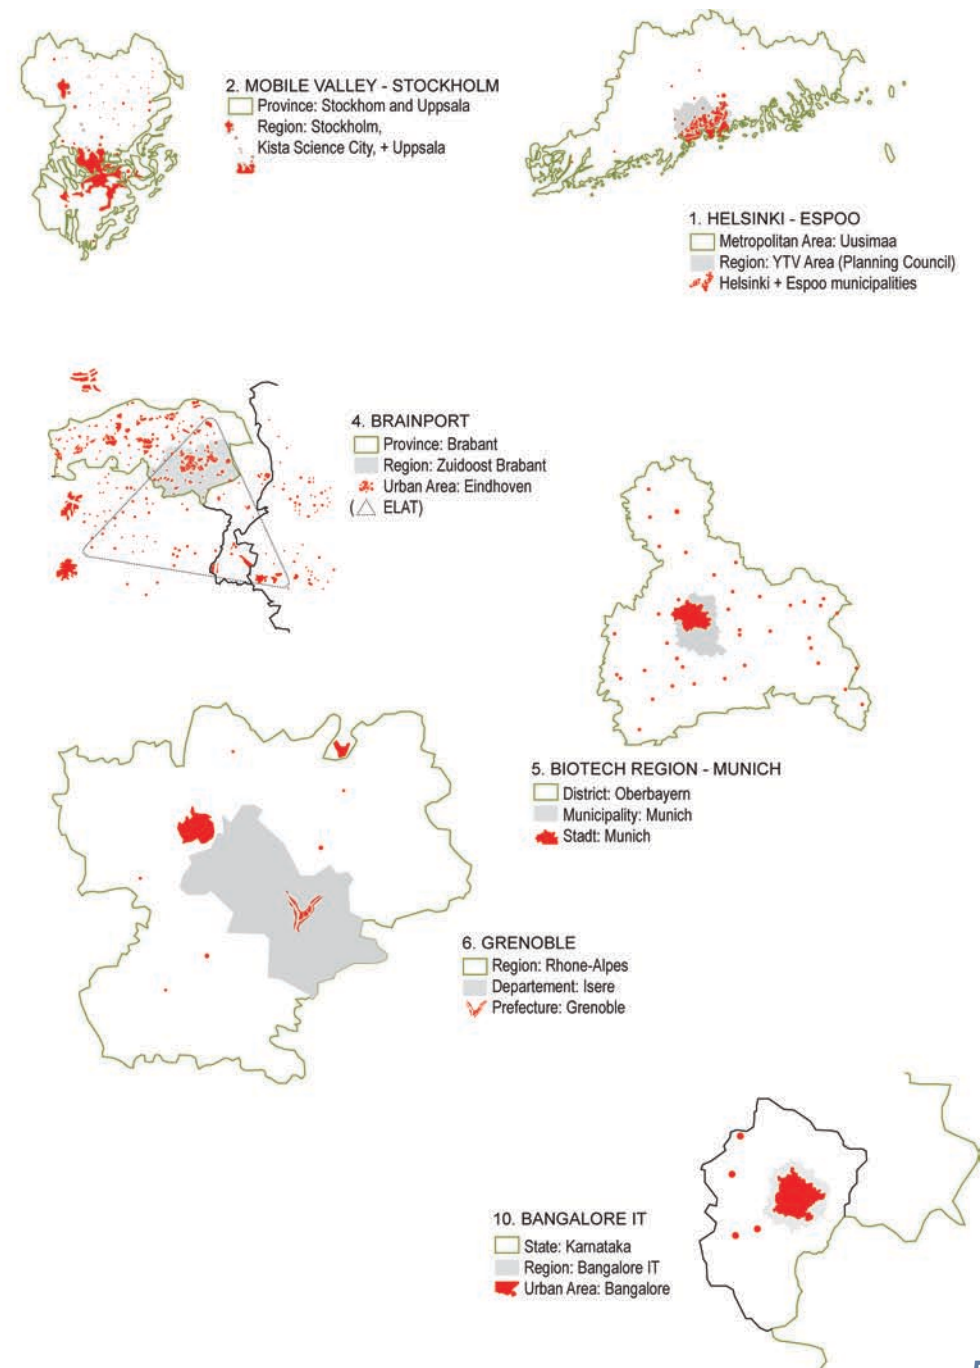 2. MOBILE VALLEY - STOCKHOLM
Province: Stockhom and Uppsala
Region: Stockholm,
Kista Science City, + Uppsala
1. HELSINKI - ESPOO
Metropolitan Area: Uusimaa
Region: YTV Area (Planning Council)
Helsinki + Espoo municipalities
4. BRAINPORT
Province: Brabant
Region: Zuidoost Brabant
Urban Area: Eindhoven
( ELAT)
5. BIOTECH REGION - MUNICH
District: Oberbayern
Municipality: Munich
Stadt: Munich
6. GRENOBLE
Region: Rhone-Alpes
Departement: Isere
Prefecture: Grenoble
10. BANGALORE IT
State: Karnataka
Region: Bangalore IT
Urban Area: Bangalore